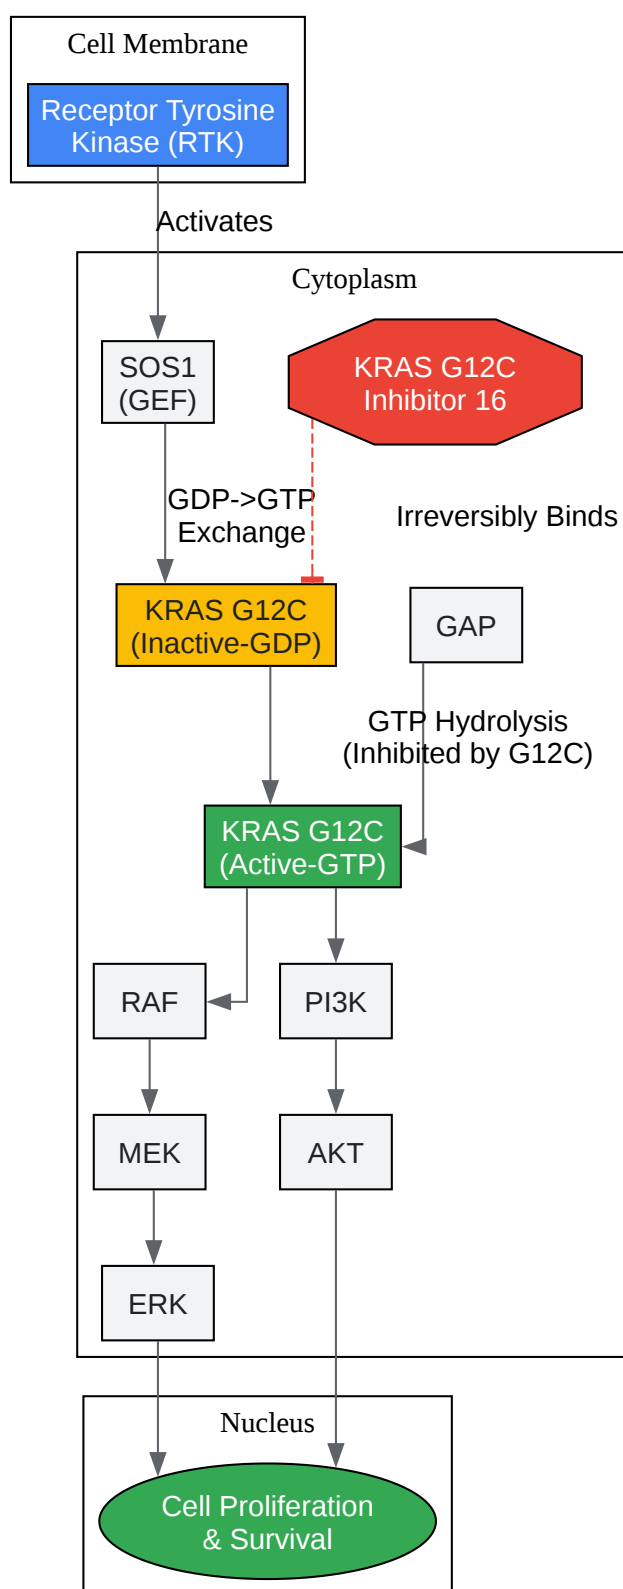 Cell Membrane
Receptor Tyrosine
Kinase (RTK)
Activates
Cytoplasm
SOS1
(GEF)
KRAS G12C
Inhibitor 16
GDP->GTP
Exchange
Irreversibly Binds
KRAS G12C
(Inactive-GDP)
GAP
GTP Hydrolysis
(Inhibited by G12C)
KRAS G12C
(Active-GTP)
RAF
PI3K
MEK
AKT
ERK
Nucleus
Cell Proliferation
& Survival